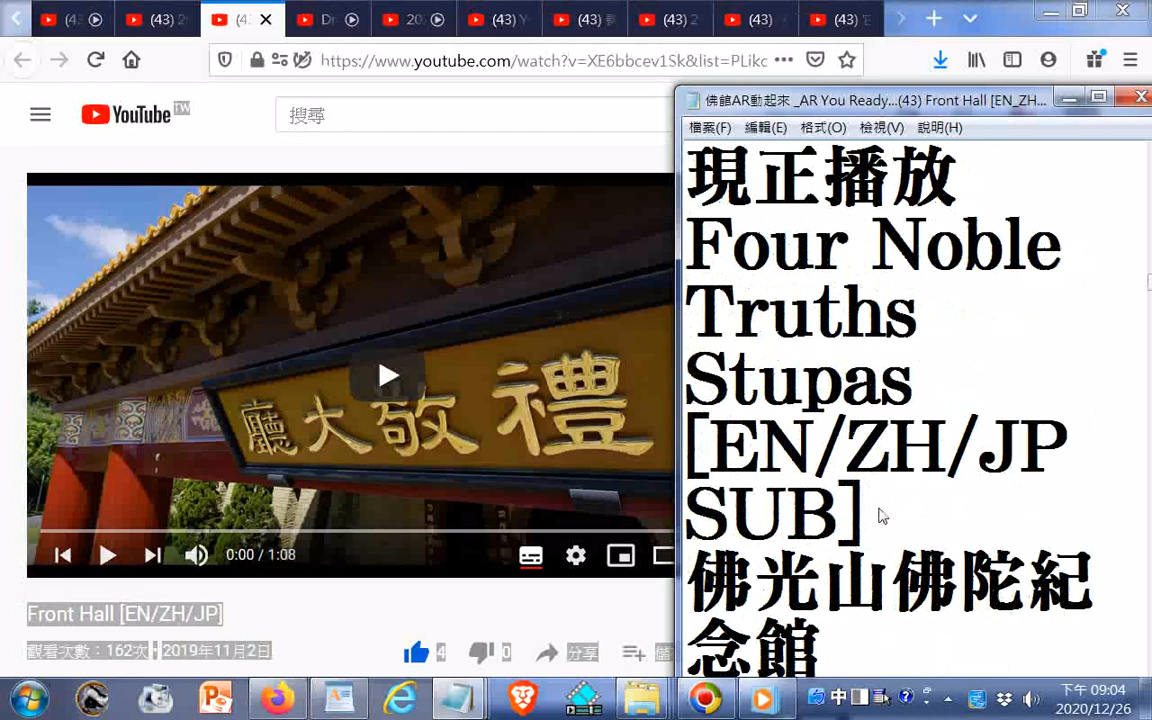 (4
(43) 2
(4
Dr
20
(43) Y
(43)
(43) 2
(43)
(43) 'E
https://www.youtube.com/watch?v=XE6bbcev1Sk&list=PLikc
YouTube TW
搜尋
廳大敬禮
0:00 / 1:08
Front Hall [EN/ZH/JP]
觀看次數：162次 • 2019年11月2日
4
0
分享
儲
佛館AR動起來 _AR You Ready...(43) Front Hall [EN_ZH...
檔案(F) 編輯(E) 格式(O) 檢視(V) 說明(H)
現正播放
Four Noble
Truths
Stupas
[EN/ZH/JP
SUB]
佛光山佛陀紀
念館
中
下午 09:04
2020/12/26